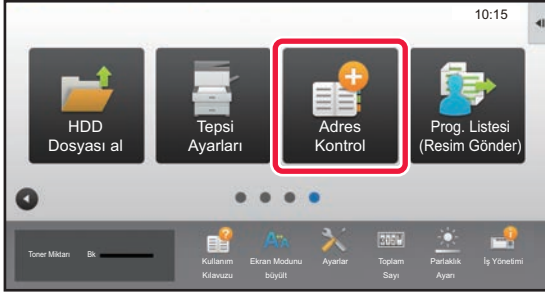 10:15
HDD
Dosyası al
Tepsi
Ayarları
Adres
Kontrol
Prog. Listesi
(Resim Gönder)
Toner Miktarı Bk
Kullanım
Kılavuzu
Ekran Modunu
büyült
Ayarlar
Toplam
Sayı
Parlaklık
Ayarı
İş Yönetimi